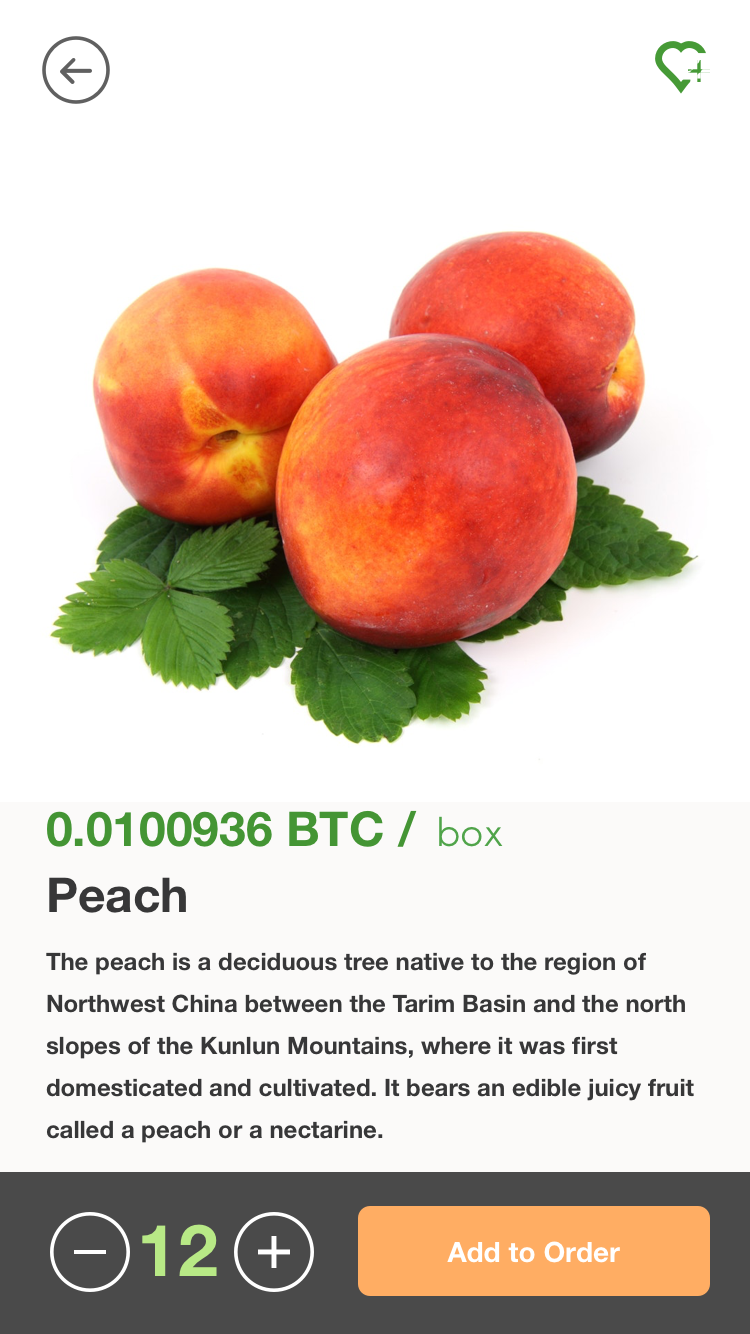 0.0100936 BTC / box
Peach
The peach is a deciduous tree native to the region of
Northwest China between the Tarim Basin and the north
slopes of the Kunlun Mountains, where it was first
domesticated and cultivated. It bears an edible juicy fruit
called a peach or a nectarine.
12
Add to Order